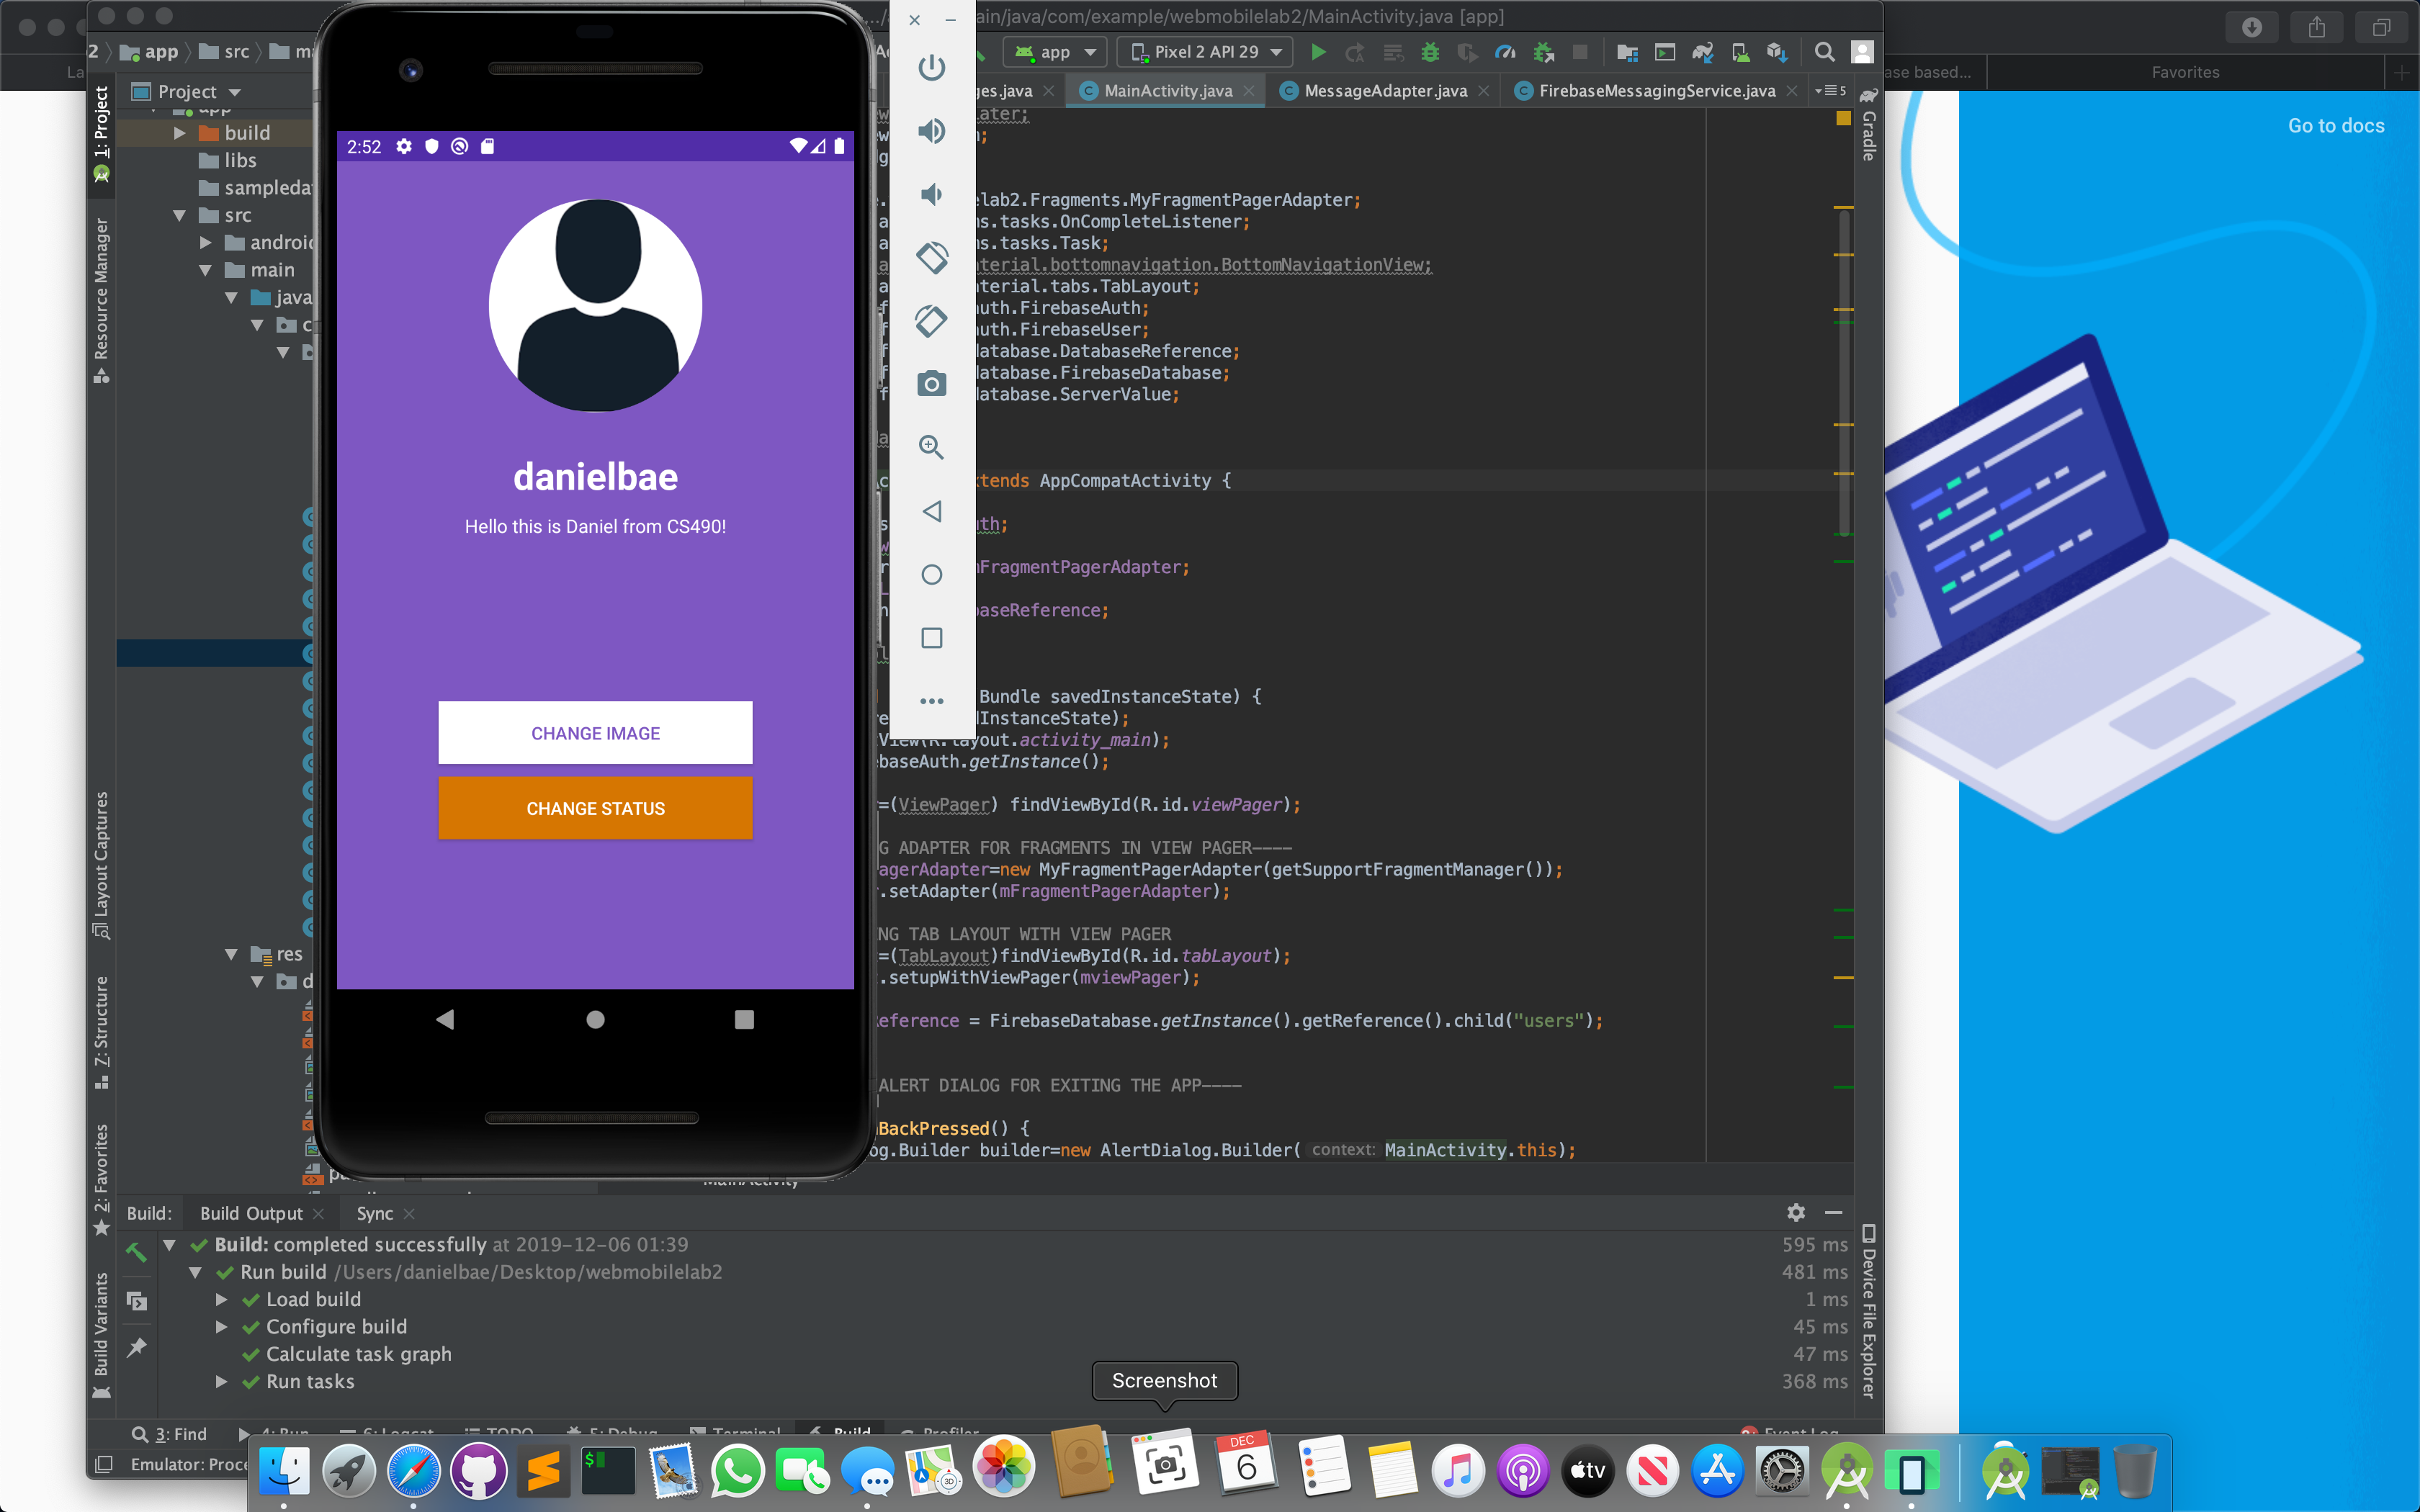 ain/java/com/example/webmobilelab2/MainActivity.java [app]
2 app src
app
Pixel 2 API 29
La
ase based...
Favorites
Project
ges.java
MainActivity.java
MessageAdapter.java
FirebaseMessagingService.java
5
1: Project
Resource Manager
Layout Captures
7: Structure
2: Favorites
Build Variants
Gradle
Device File Explorer
Go to docs
app
build
libs
sampleda
src
androi
main
java
c
res
d
2:52
danielbae
Hello this is Daniel from CS490!
CHANGE IMAGE
CHANGE STATUS
ater;
lab2.Fragments.MyFragmentPagerAdapter;
s.tasks.OnCompleteListener;
s.tasks.Task;
terial.bottomnavigation.BottomNavigationView;
terial.tabs.TabLayout;
uth.FirebaseAuth;
uth.FirebaseUser;
atabase.DatabaseReference;
atabase.FirebaseDatabase;
atabase.ServerValue;
tends AppCompatActivity {
th;
FragmentPagerAdapter;
aseReference;
Bundle savedInstanceState) {
InstanceState);
View(R.layout.activity_main);
baseAuth.getInstance();
=(ViewPager) findViewById(R.id.viewPager);
G ADAPTER FOR FRAGMENTS IN VIEW PAGER----
agerAdapter=new MyFragmentPagerAdapter(getSupportFragmentManager());
.setAdapter(mFragmentPagerAdapter);
NG TAB LAYOUT WITH VIEW PAGER
=(TabLayout)findViewById(R.id.tabLayout);
.setupWithViewPager(mviewPager);
eference = FirebaseDatabase.getInstance().getReference().child("users");
ALERT DIALOG FOR EXITING THE APP----
BackPressed() {
og.Builder builder=new AlertDialog.Builder( context: MainActivity.this);
MainActivity
Build: Build Output Sync
Build: completed successfully at 2019-12-06 01:39 595 ms
Run build /Users/danielbae/Desktop/webmobilelab2 481 ms
Load build 1 ms
Configure build 45 ms
Calculate task graph 47 ms
Run tasks 368 ms
Screenshot
3: Find 4: Run 6: Logcat TODO 5: Debug Terminal Build Profiler Event Log
Emulator: Proce
DEC
6
3D
tv